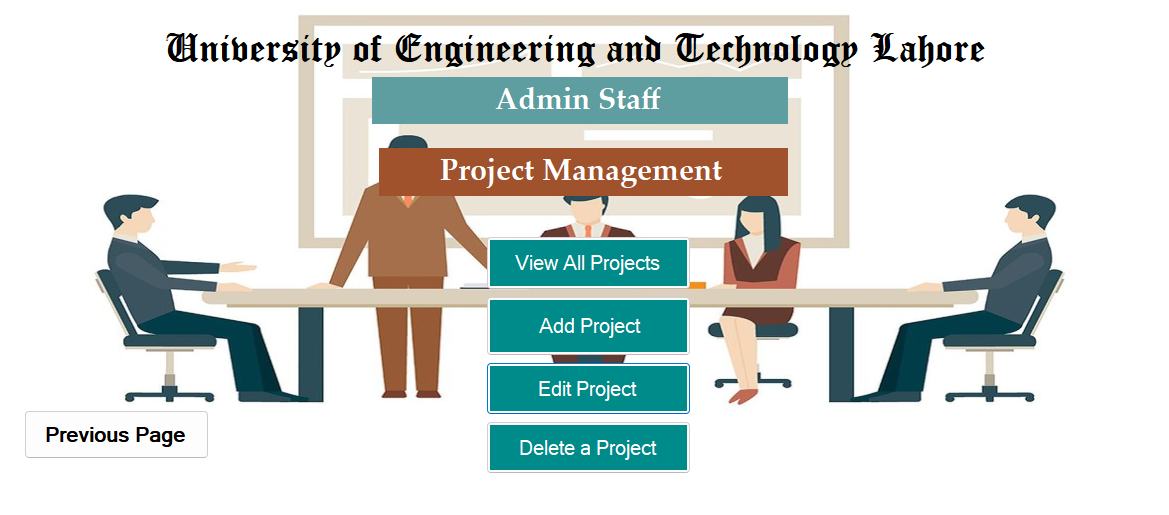 University of Engineering and Technology Lahore
Admin Staff
Project Management
View All Projects
Add Project
Edit Project
Previous Page
Delete a Project